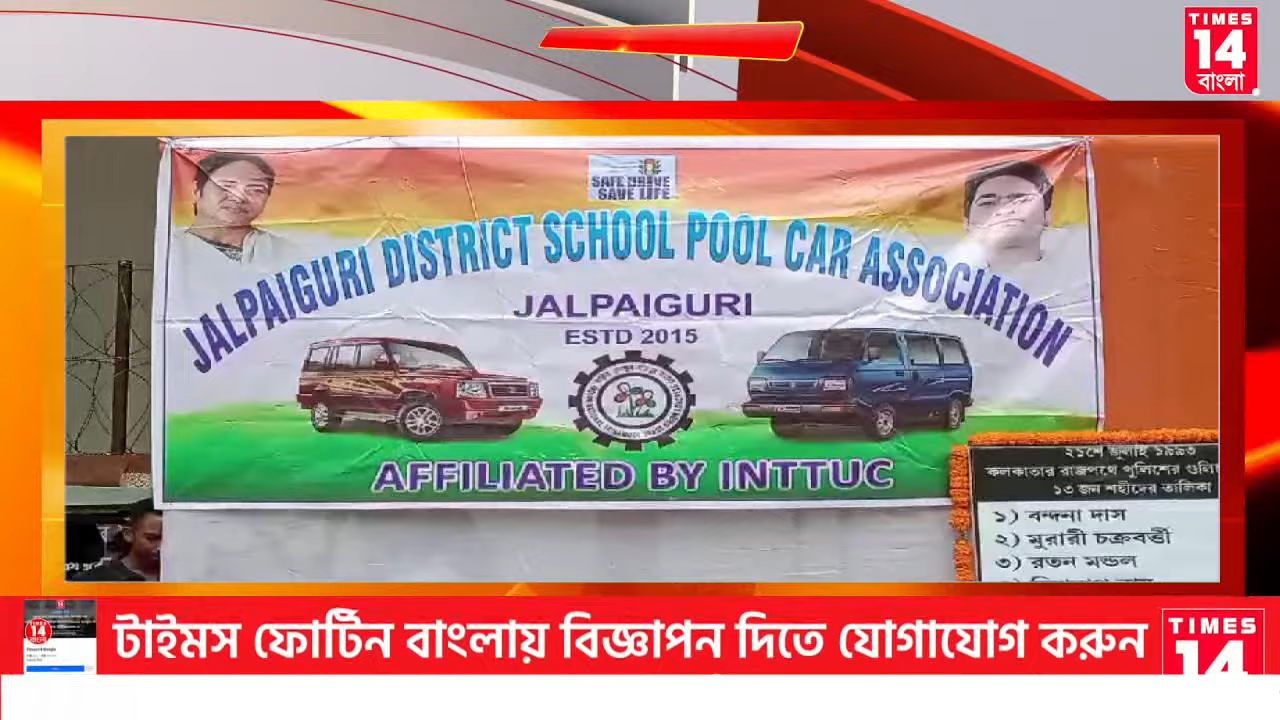 TIMES
14
বাংলা
SAFE DRIVE
SAVE LIFE
JALPAIGURI DISTRICT SCHOOL POOL CAR ASSOCIATION
JALPAIGURI
ESTD 2015
AFFILIATED BY INTTUC
২১শে জুলাই ১৯৯৩
কলকাতার রাজপথে পুলিশের
১৩ জন শহীদের তালিকা
১) বন্দনা দাস
২) মুরারী চক্রবর্ত্তী
৩) রতন মন্ডল
টাইমস ফোর্টিন বাংলায় বিজ্ঞাপন দিতে যোগাযোগ করুন
TIMES
14